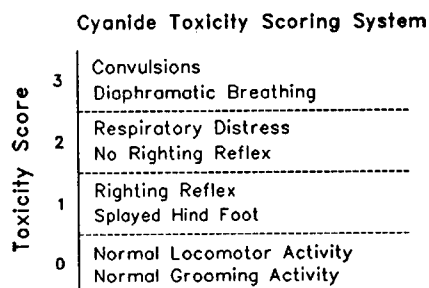 Cyanide Toxicity Scoring System
Toxicity Score
3
Convulsions
Diaphramatic Breathing
2
Respiratory Distress
No Righting Reflex
1
Righting Reflex
Splayed Hind Foot
0
Normal Locomotor Activity
Normal Grooming Activity